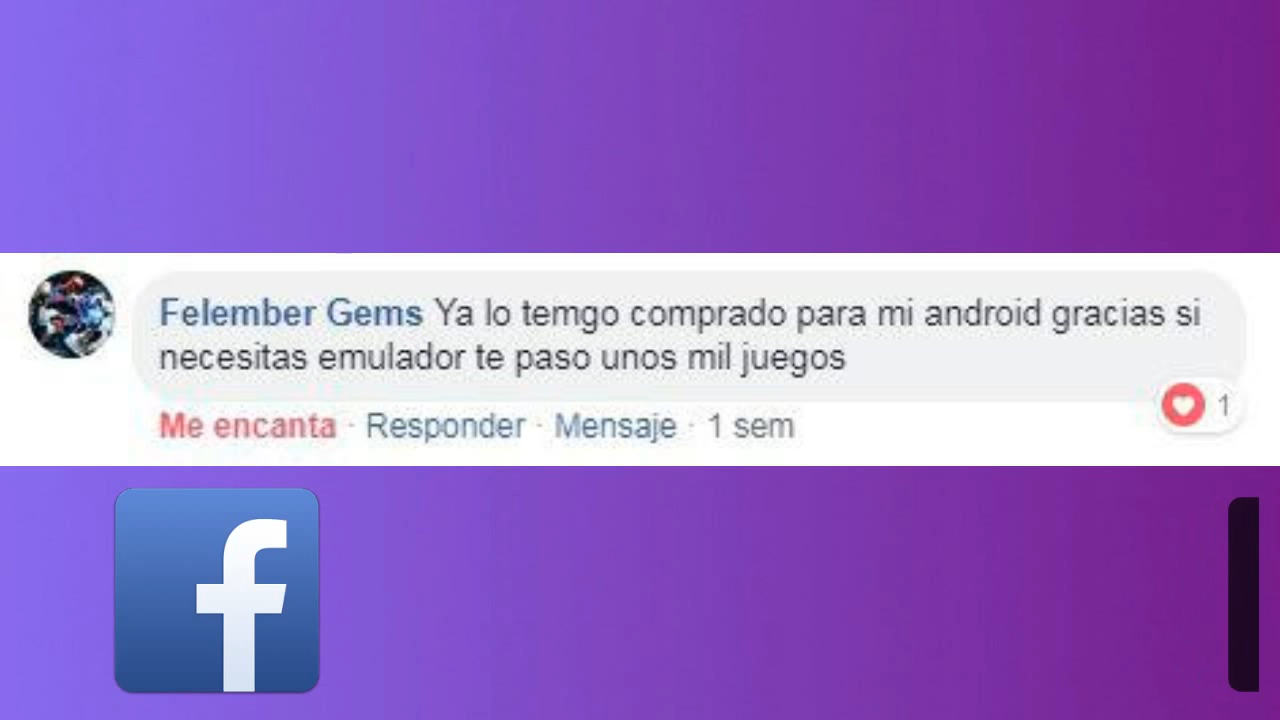 Felember Gems Ya lo temgo comprado para mi android gracias si
necesitas emulador te paso unos mil juegos
Me encanta · Responder · Mensaje · 1 sem
1
f